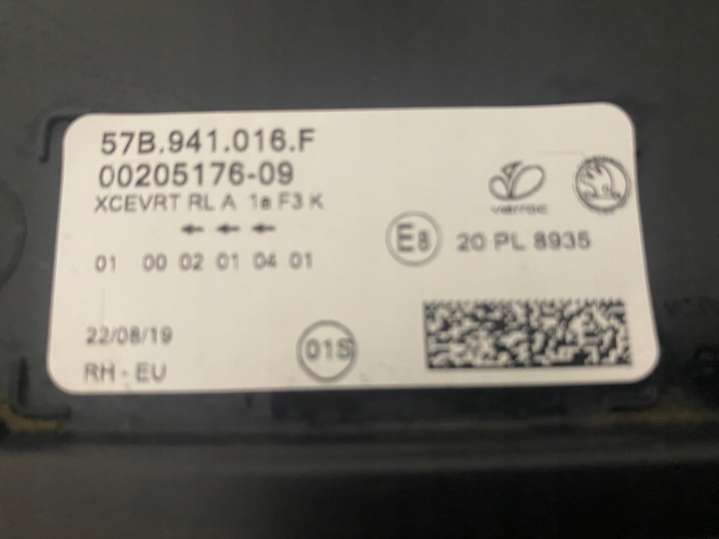 57B.941.016.F
00205176-09
XCEVRT RL A 1a F3 K
01 00 02 01 04 01
E8
20 PL 8935
22/08/19
01S
RH - EU